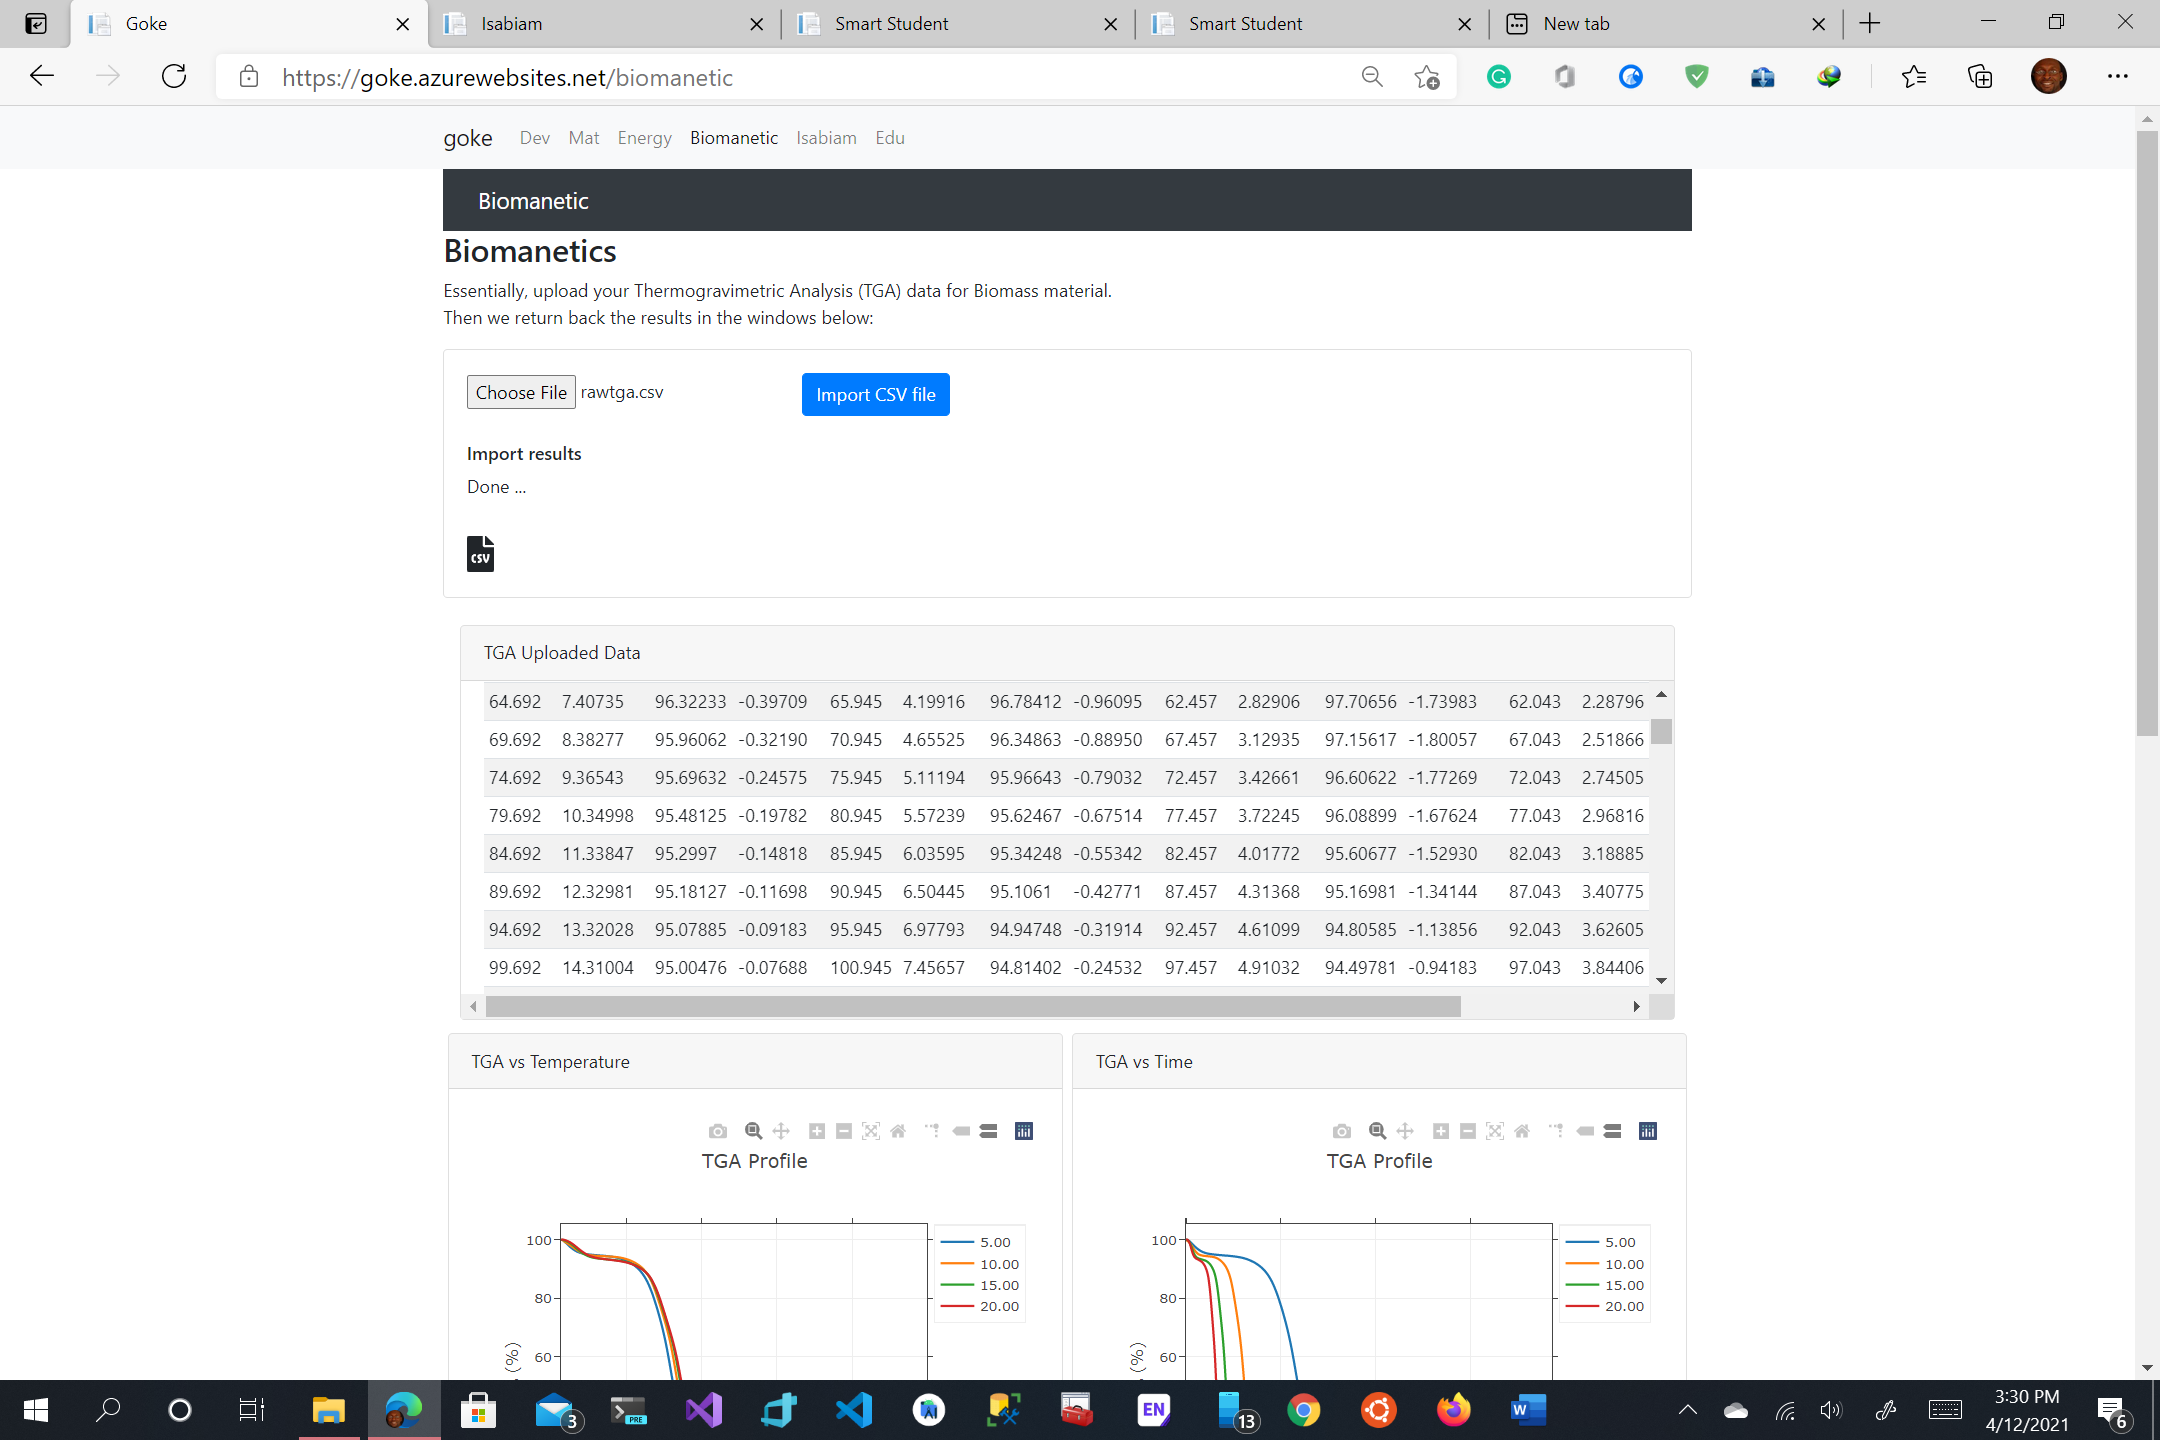 Goke
Isabiam
Smart Student
Smart Student
New tab
https://goke.azurewebsites.net/biomanetic
goke Dev Mat Energy Biomanetic Isabiam Edu
Biomanetic
Biomanetics
Essentially, upload your Thermogravimetric Analysis (TGA) data for Biomass material.
Then we return back the results in the windows below:
Choose File rawtga.csv
Import CSV file
Import results
Done ...
CSV
TGA Uploaded Data
64.692 7.40735 96.32233 -0.39709 65.945 4.19916 96.78412 -0.96095 62.457 2.82906 97.70656 -1.73983 62.043 2.28796
69.692 8.38277 95.96062 -0.32190 70.945 4.65525 96.34863 -0.88950 67.457 3.12935 97.15617 -1.80057 67.043 2.51866
74.692 9.36543 95.69632 -0.24575 75.945 5.11194 95.96643 -0.79032 72.457 3.42661 96.60622 -1.77269 72.043 2.74505
79.692 10.34998 95.48125 -0.19782 80.945 5.57239 95.62467 -0.67514 77.457 3.72245 96.08899 -1.67624 77.043 2.96816
84.692 11.33847 95.2997 -0.14818 85.945 6.03595 95.34248 -0.55342 82.457 4.01772 95.60677 -1.52930 82.043 3.18885
89.692 12.32981 95.18127 -0.11698 90.945 6.50445 95.1061 -0.42771 87.457 4.31368 95.16981 -1.34144 87.043 3.40775
94.692 13.32028 95.07885 -0.09183 95.945 6.97793 94.94748 -0.31914 92.457 4.61099 94.80585 -1.13856 92.043 3.62605
99.692 14.31004 95.00476 -0.07688 100.945 7.45657 94.81402 -0.24532 97.457 4.91032 94.49781 -0.94183 97.043 3.84406
TGA vs Temperature
TGA Profile
100
80
60
(%)
5.00
10.00
15.00
20.00
TGA vs Time
TGA Profile
100
80
60
(%)
5.00
10.00
15.00
20.00
3
PRE
EN
13
W
3:30 PM
4/12/2021
6